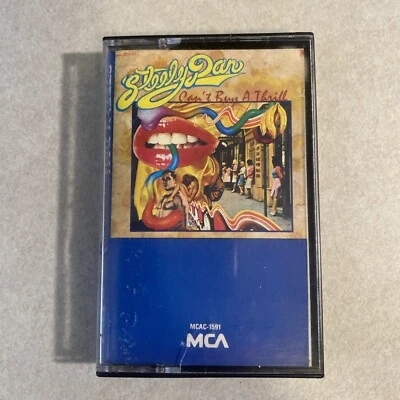 Steely Dan
Can't Buy A Thrill
MCAC-1591
MCA